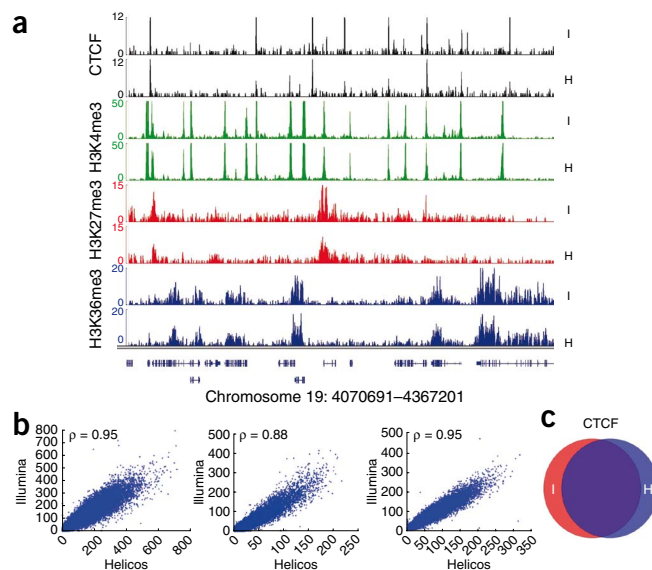 a
CTCF
12
0
I
12
0
H
H3K4me3
50
0
I
50
0
H
H3K27me3
15
0
I
15
0
H
H3K36me3
20
0
I
20
0
H
Chromosome 19: 4070691–4367201
b
ρ = 0.95
Illumina
800
700
600
500
400
300
200
100
0
0
200
400
600
800
Helicos
ρ = 0.88
500
400
300
200
100
0
0
50
100
150
200
250
Helicos
ρ = 0.95
500
400
300
200
100
0
0
50
100
150
200
250
300
350
Helicos
c
CTCF
I
H